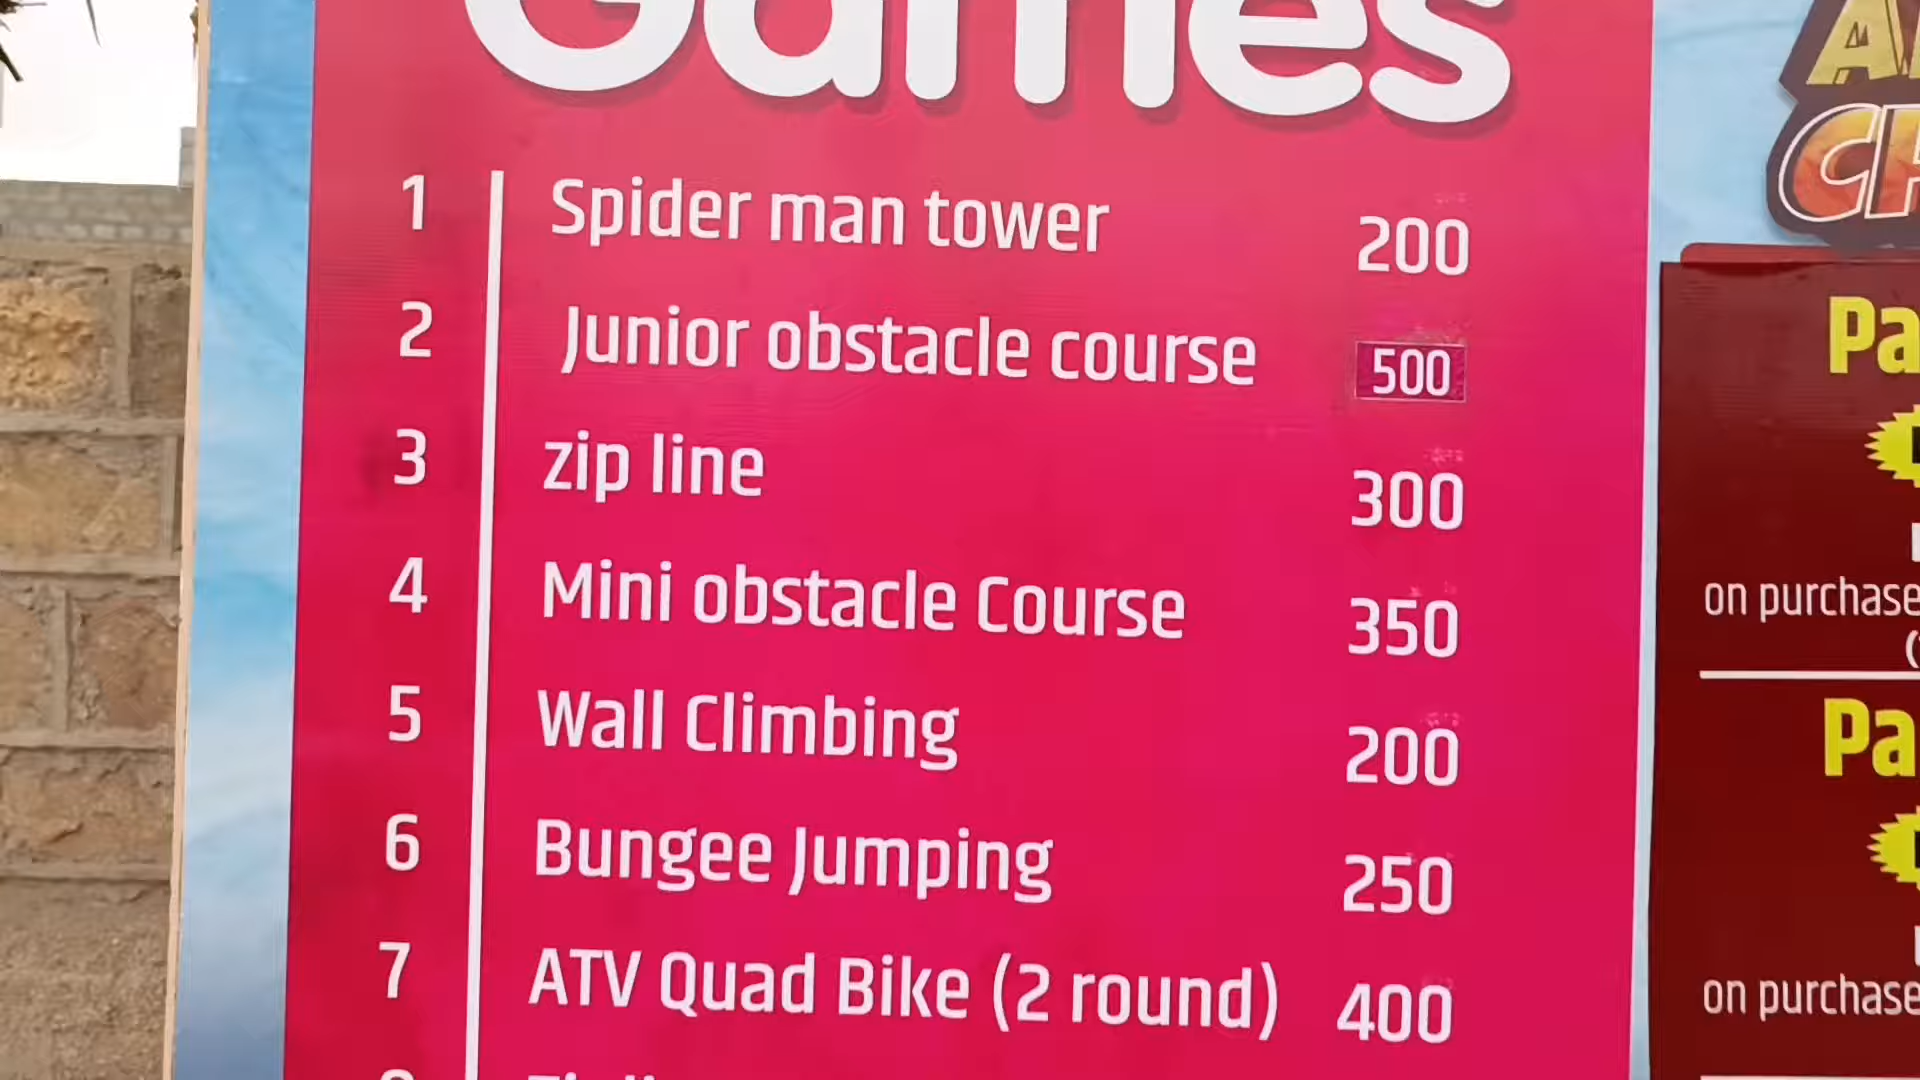 Games
1 Spider man tower 200
2 Junior obstacle course 500
3 zip line 300
4 Mini obstacle Course 350
5 Wall Climbing 200
6 Bungee Jumping 250
7 ATV Quad Bike (2 round) 400
on purchase
on purchase